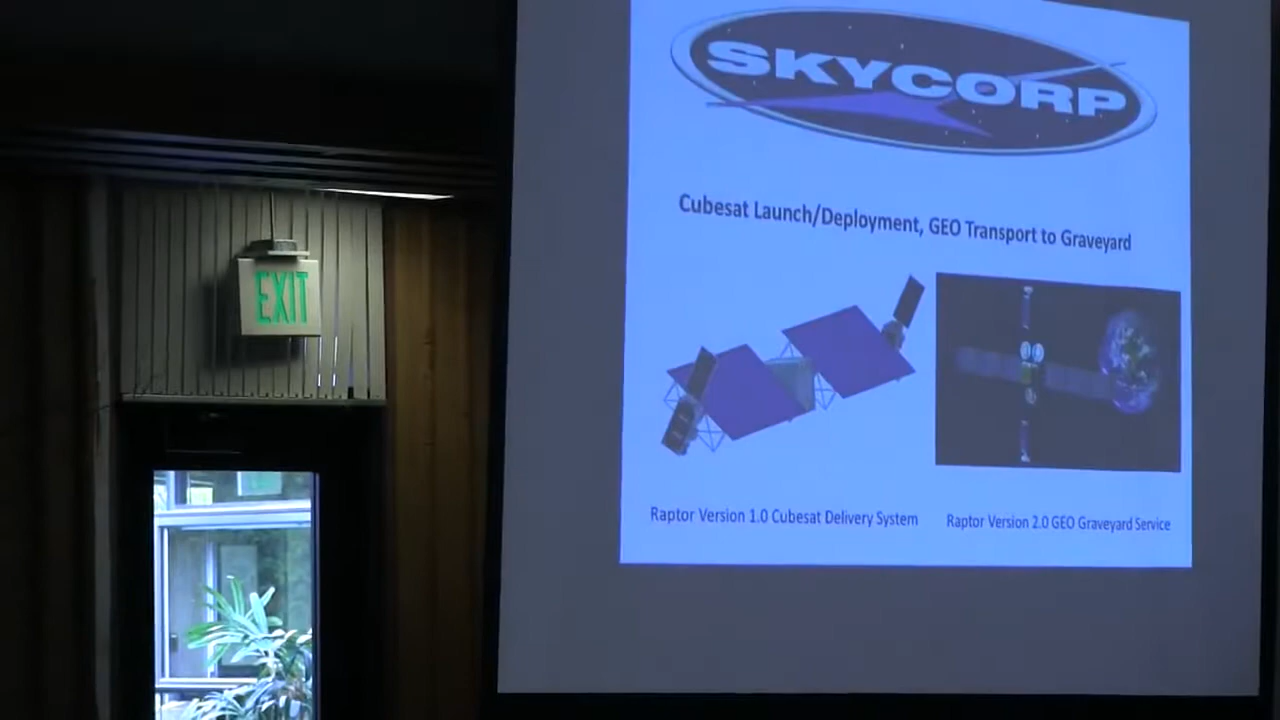 SKYCORP
Cubesat Launch/Deployment, GEO Transport to Graveyard
EXIT
Raptor Version 1.0 Cubesat Delivery System
Raptor Version 2.0 GEO Graveyard Service